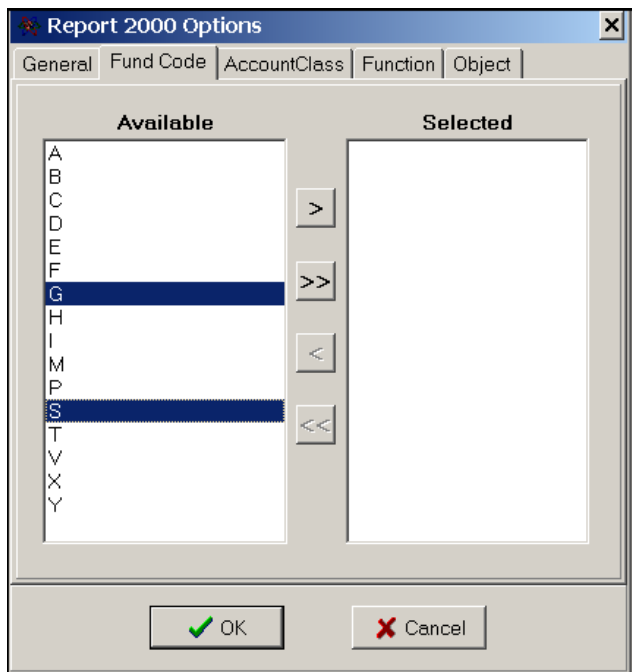 Report 2000 Options
General Fund Code AccountClass Function Object
Available Selected
A
B
C
D
E
F
G
H
I
M
P
S
T
V
X
Y
>
>>
<
<<
OK Cancel